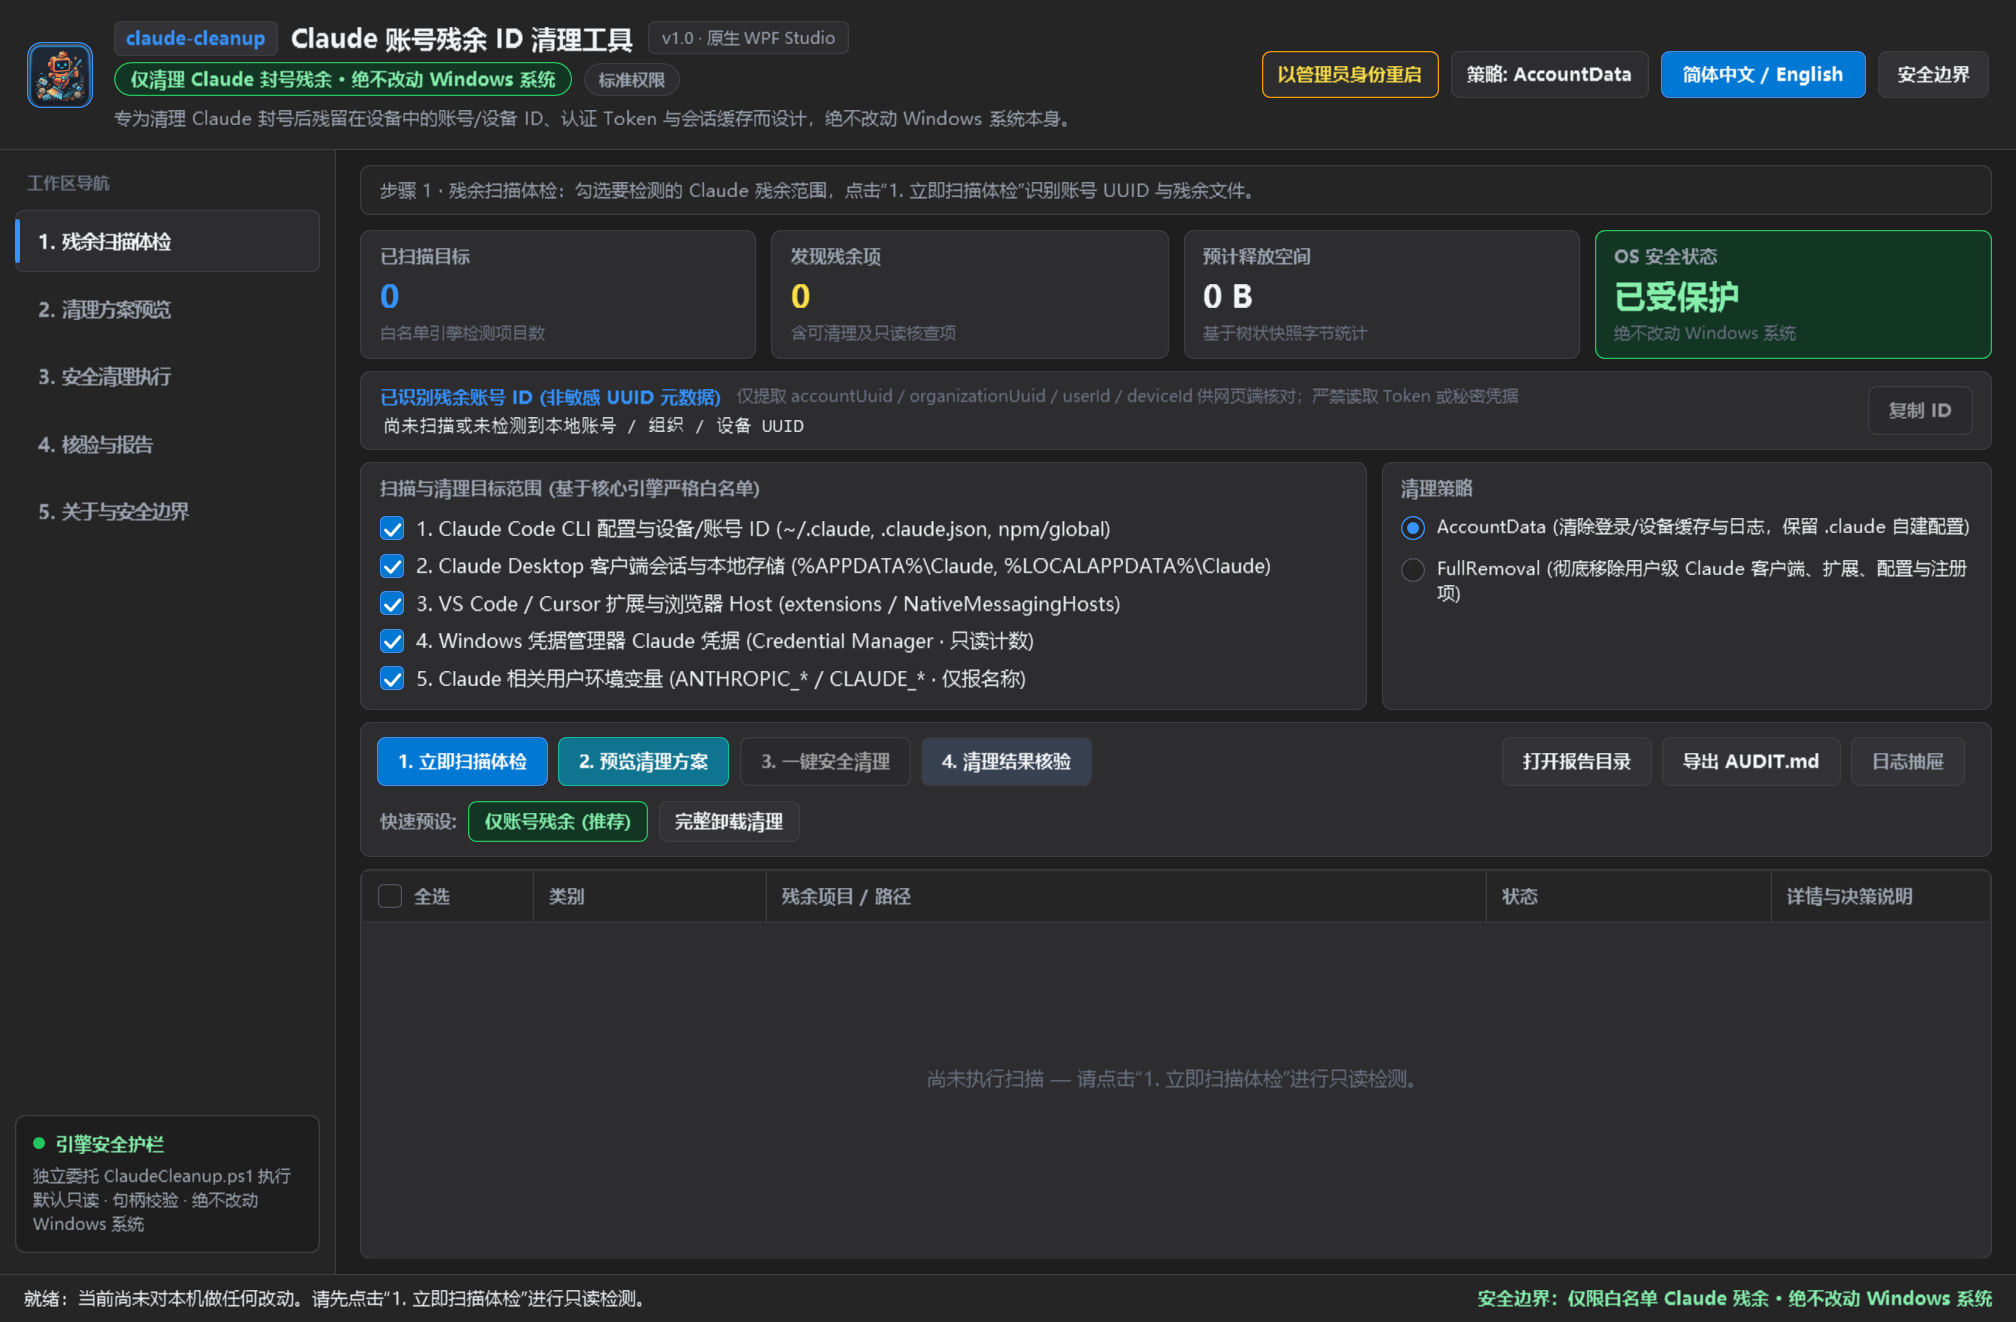 claude-cleanup Claude 账号残余 ID 清理工具 v1.0 · 原生 WPF Studio
仅清理 Claude 封号残余 • 绝不改动 Windows 系统 标准权限
专为清理 Claude 封号后残留在设备中的账号/设备 ID、认证 Token 与会话缓存而设计，绝不改动 Windows 系统本身。
以管理员身份重启 策略: AccountData 简体中文 / English 安全边界
工作区导航
1. 残余扫描体检
2. 清理方案预览
3. 安全清理执行
4. 核验与报告
5. 关于与安全边界
引擎安全护栏
独立委托 ClaudeCleanup.ps1 执行
默认只读 · 句柄校验 · 绝不改动
Windows 系统
步骤 1 · 残余扫描体检：勾选要检测的 Claude 残余范围，点击“1. 立即扫描体检”识别账号 UUID 与残余文件。
已扫描目标
0
白名单引擎检测项目数
发现残余项
0
含可清理及只读核查项
预计释放空间
0 B
基于树状快照字节统计
OS 安全状态
已受保护
绝不改动 Windows 系统
已识别残余账号 ID (非敏感 UUID 元数据) 仅提取 accountUuid / organizationUuid / userId / deviceId 供网页端核对；严禁读取 Token 或秘密凭据
尚未扫描或未检测到本地账号 / 组织 / 设备 UUID
复制 ID
扫描与清理目标范围 (基于核心引擎严格白名单)
1. Claude Code CLI 配置与设备/账号 ID (~/.claude, .claude.json, npm/global)
2. Claude Desktop 客户端会话与本地存储 (%APPDATA%\Claude, %LOCALAPPDATA%\Claude)
3. VS Code / Cursor 扩展与浏览器 Host (extensions / NativeMessagingHosts)
4. Windows 凭据管理器 Claude 凭据 (Credential Manager · 只读计数)
5. Claude 相关用户环境变量 (ANTHROPIC_* / CLAUDE_* · 仅报名称)
清理策略
AccountData (清除登录/设备缓存与日志，保留 .claude 自建配置)
FullRemoval (彻底移除用户级 Claude 客户端、扩展、配置与注册
项)
1. 立即扫描体检 2. 预览清理方案 3. 一键安全清理 4. 清理结果核验 打开报告目录 导出 AUDIT.md 日志抽屉
快速预设: 仅账号残余 (推荐) 完整卸载清理
全选 类别 残余项目 / 路径 状态 详情与决策说明
尚未执行扫描 — 请点击“1. 立即扫描体检”进行只读检测。
就绪：当前尚未对本机做任何改动。请先点击“1. 立即扫描体检”进行只读检测。 安全边界：仅限白名单 Claude 残余 • 绝不改动 Windows 系统